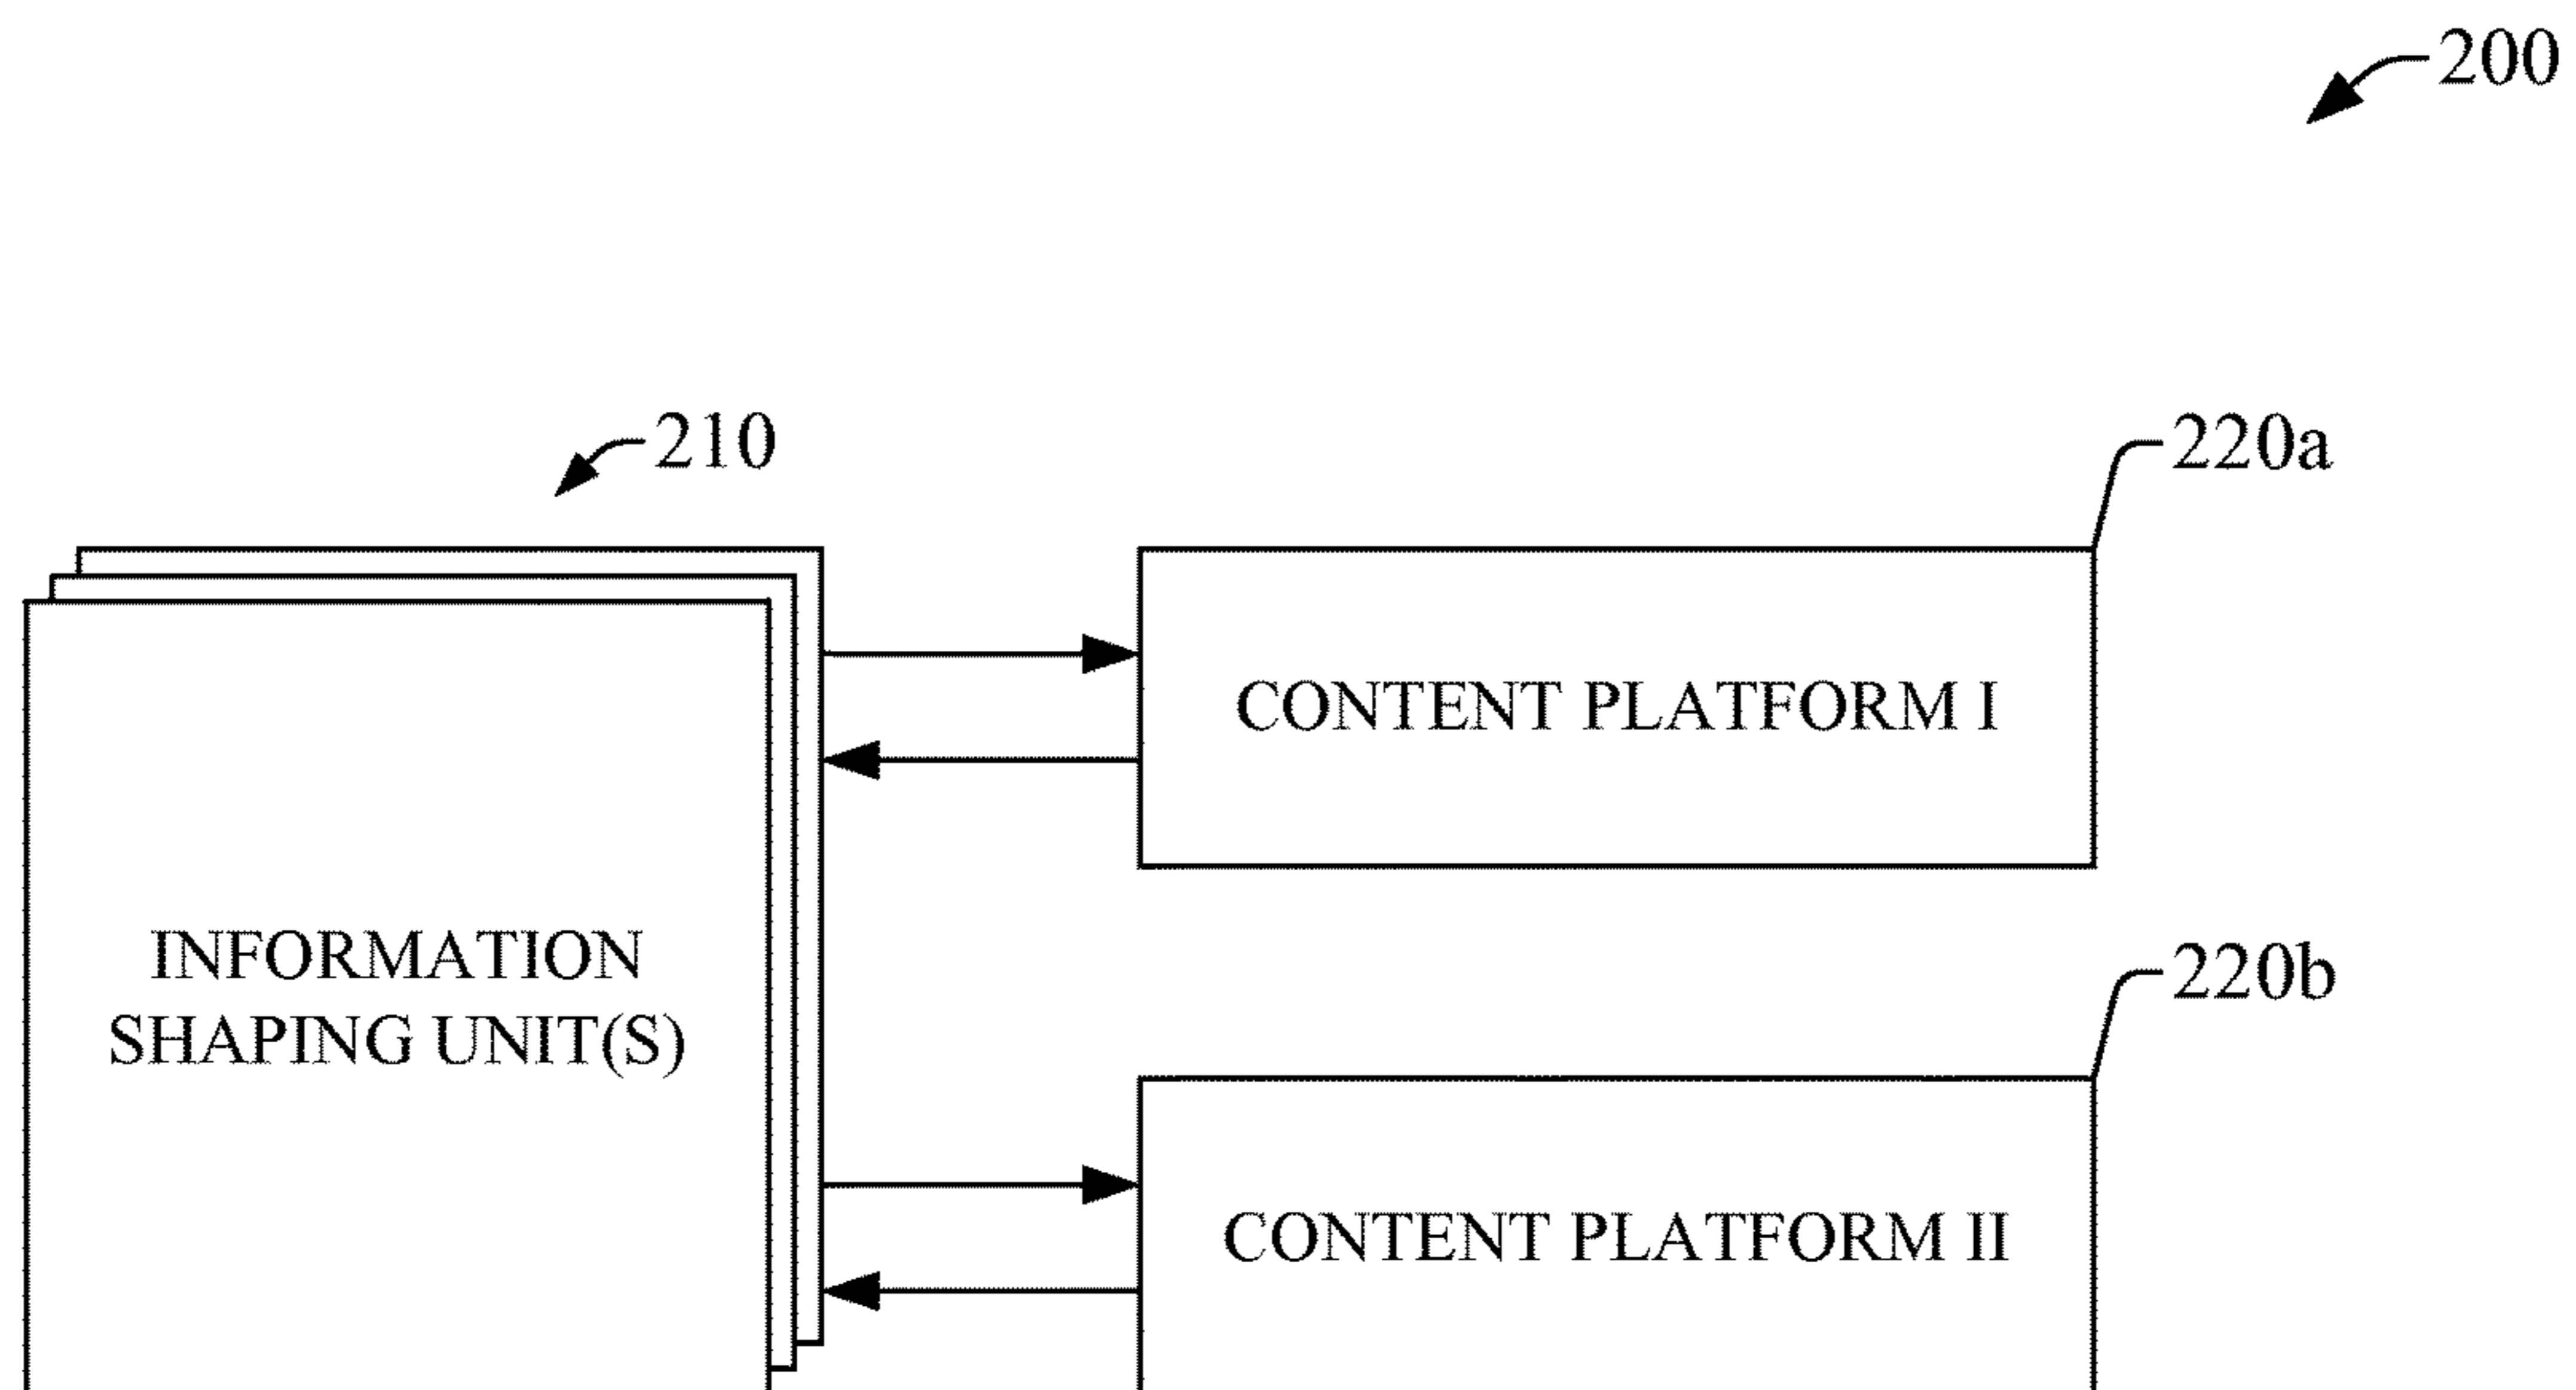 200
210
220a
CONTENT PLATFORM I
INFORMATION
SHAPING UNIT(S)
220b
CONTENT PLATFORM II